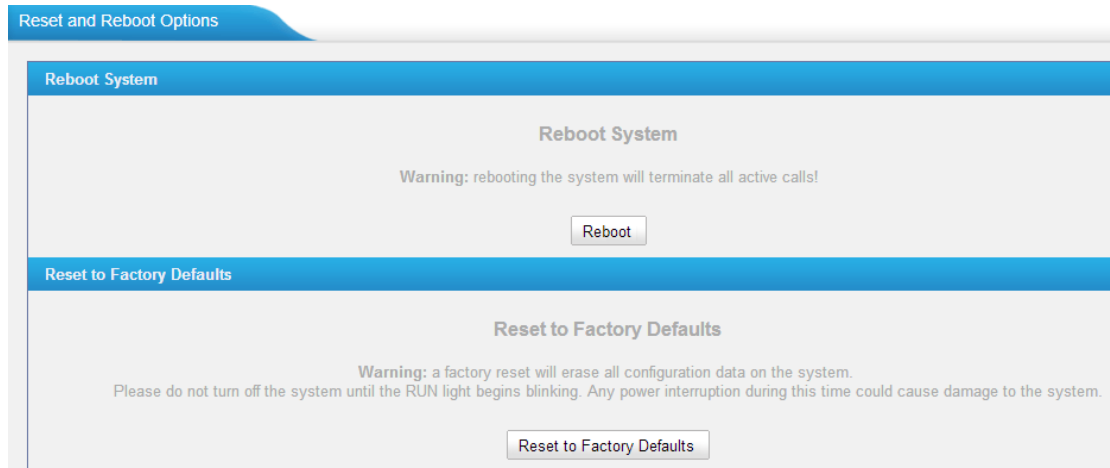 Reset and Reboot Options
Reboot System
Reboot System
Warning: rebooting the system will terminate all active calls!
Reboot
Reset to Factory Defaults
Reset to Factory Defaults
Warning: a factory reset will erase all configuration data on the system.
Please do not turn off the system until the RUN light begins blinking. Any power interruption during this time could cause damage to the system.
Reset to Factory Defaults